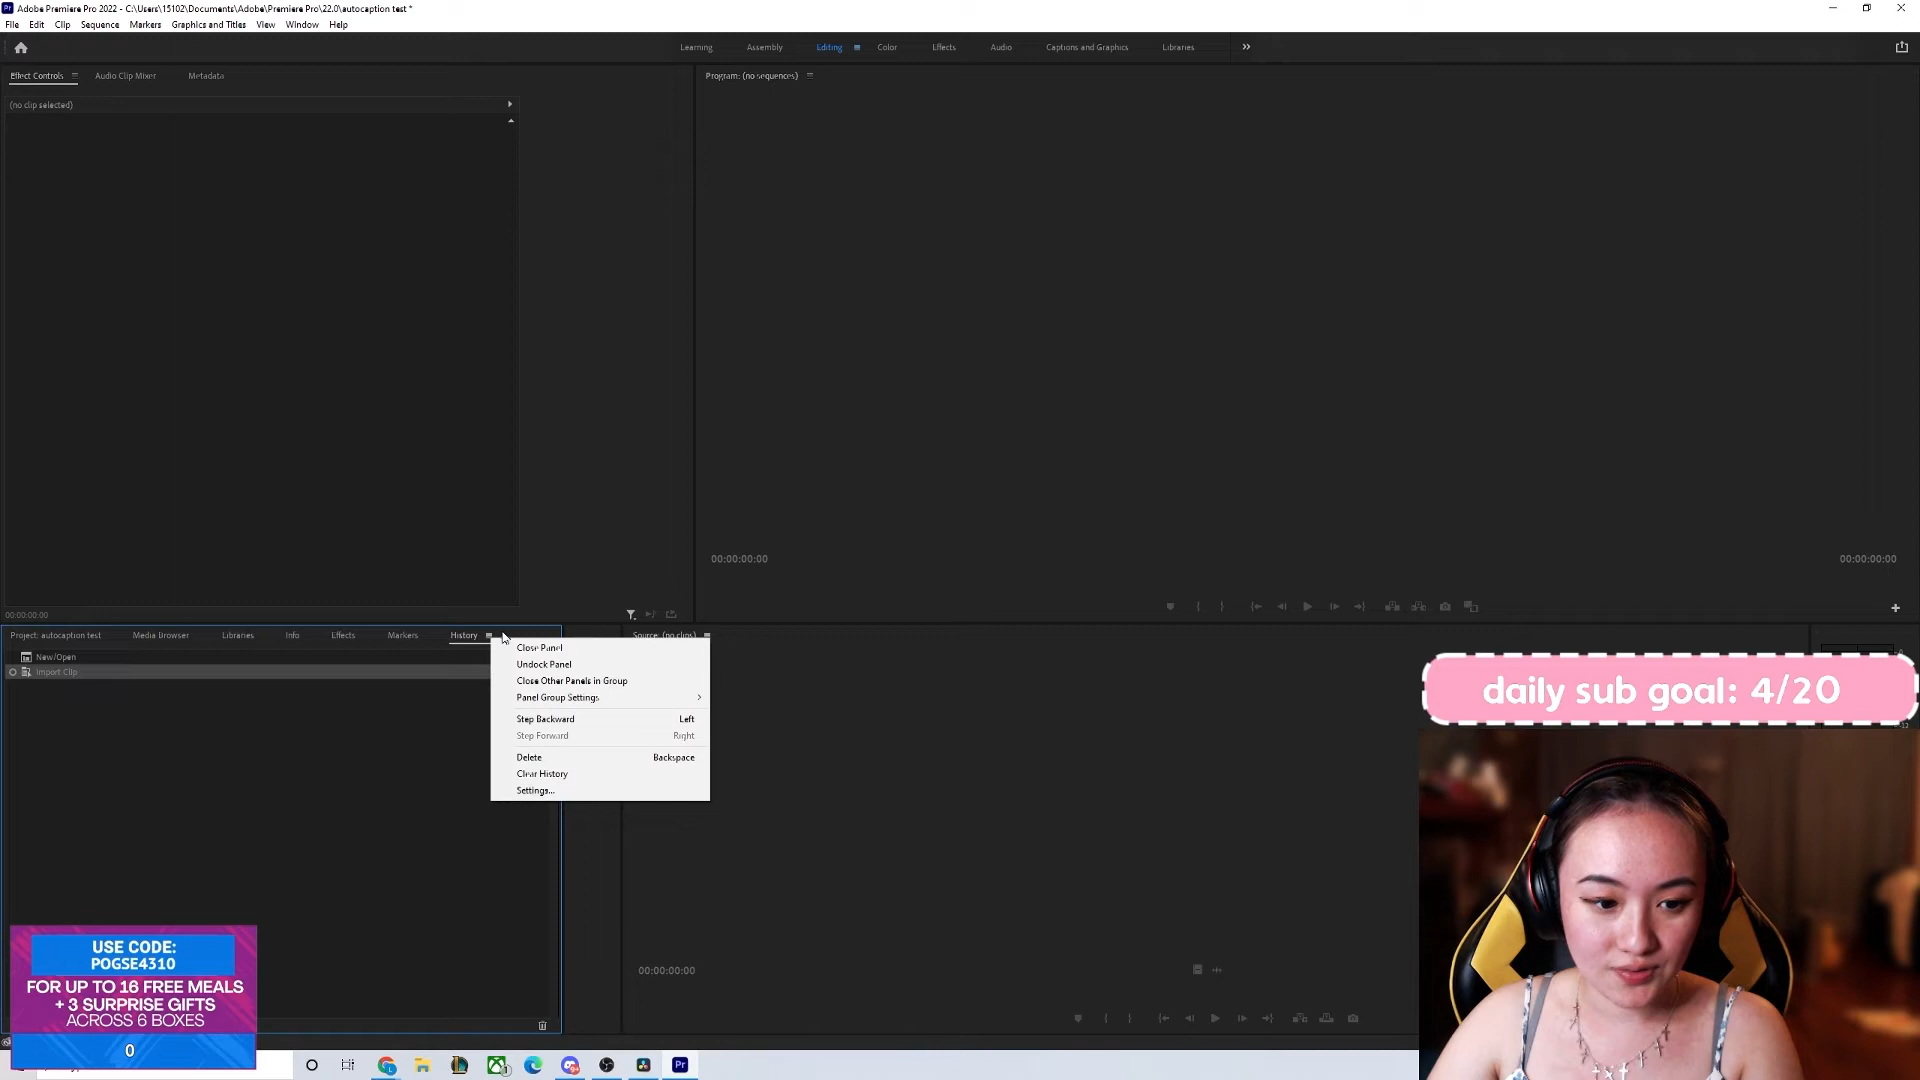 Adobe Premiere Pro 2022 - C:\Users\15102\Documents\Adobe\Premiere Pro\22.0\autocaption test *
File Edit Clip Sequence Markers Graphics and Titles View Window Help
Learning Assembly Editing Color Effects Audio Captions and Graphics Libraries
Effect Controls Audio Clip Mixer Metadata
Program: (no sequences)
(no clip selected)
00:00:00:00 00:00:00:00
00:00:00:00
Project: autocaption test Media Browser Libraries Info Effects Markers History
Source: (no clips)
New/Open
Import Clip
Close Panel
Undock Panel
Close Other Panels in Group
Panel Group Settings
Step Backward Left
Step Forward Right
Delete Backspace
Clear History
Settings...
daily sub goal: 4/20
-12
USE CODE:
POGSE4310
FOR UP TO 16 FREE MEALS
+ 3 SURPRISE GIFTS
ACROSS 6 BOXES
0
00:00:00:00